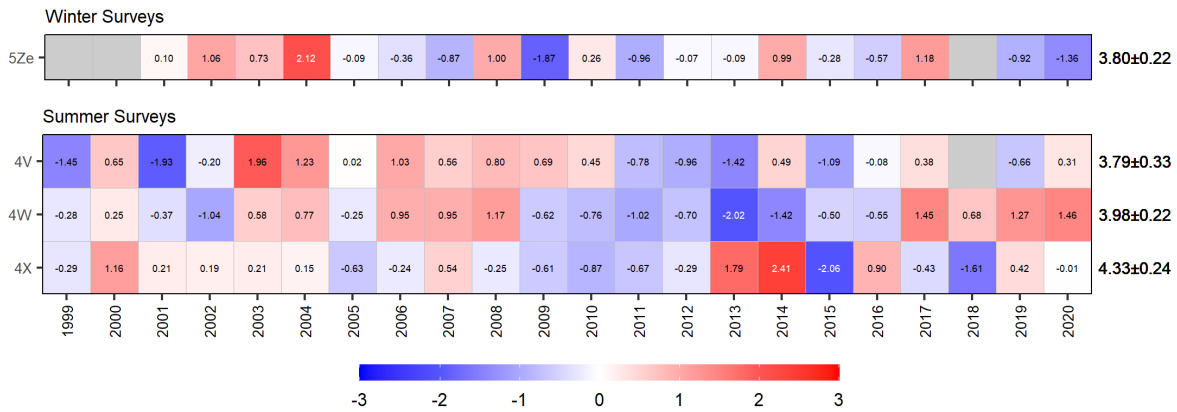 Winter Surveys
5Ze 0.10 1.06 0.73 2.12 -0.09 -0.36 -0.87 1.00 -1.87 0.26 -0.96 -0.07 -0.09 0.99 -0.28 -0.57 1.18 -0.92 -1.36 3.80±0.22
Summer Surveys
4V -1.45 0.65 -1.93 -0.20 1.96 1.23 0.02 1.03 0.56 0.80 0.69 0.45 -0.78 -0.96 -1.42 0.49 -1.09 -0.08 0.38 -0.66 0.31 3.79±0.33
4W -0.28 0.25 -0.37 -1.04 0.58 0.77 -0.25 0.95 0.95 1.17 -0.62 -0.76 -1.02 -0.70 -2.02 -1.42 -0.50 -0.55 1.45 0.68 1.27 1.46 3.98±0.22
4X -0.29 1.16 0.21 0.19 0.21 0.15 -0.63 -0.24 0.54 -0.25 -0.61 -0.87 -0.67 -0.29 1.79 2.41 -2.06 0.90 -0.43 -1.61 0.42 -0.01 4.33±0.24
1999 2000 2001 2002 2003 2004 2005 2006 2007 2008 2009 2010 2011 2012 2013 2014 2015 2016 2017 2018 2019 2020
-3 -2 -1 0 1 2 3